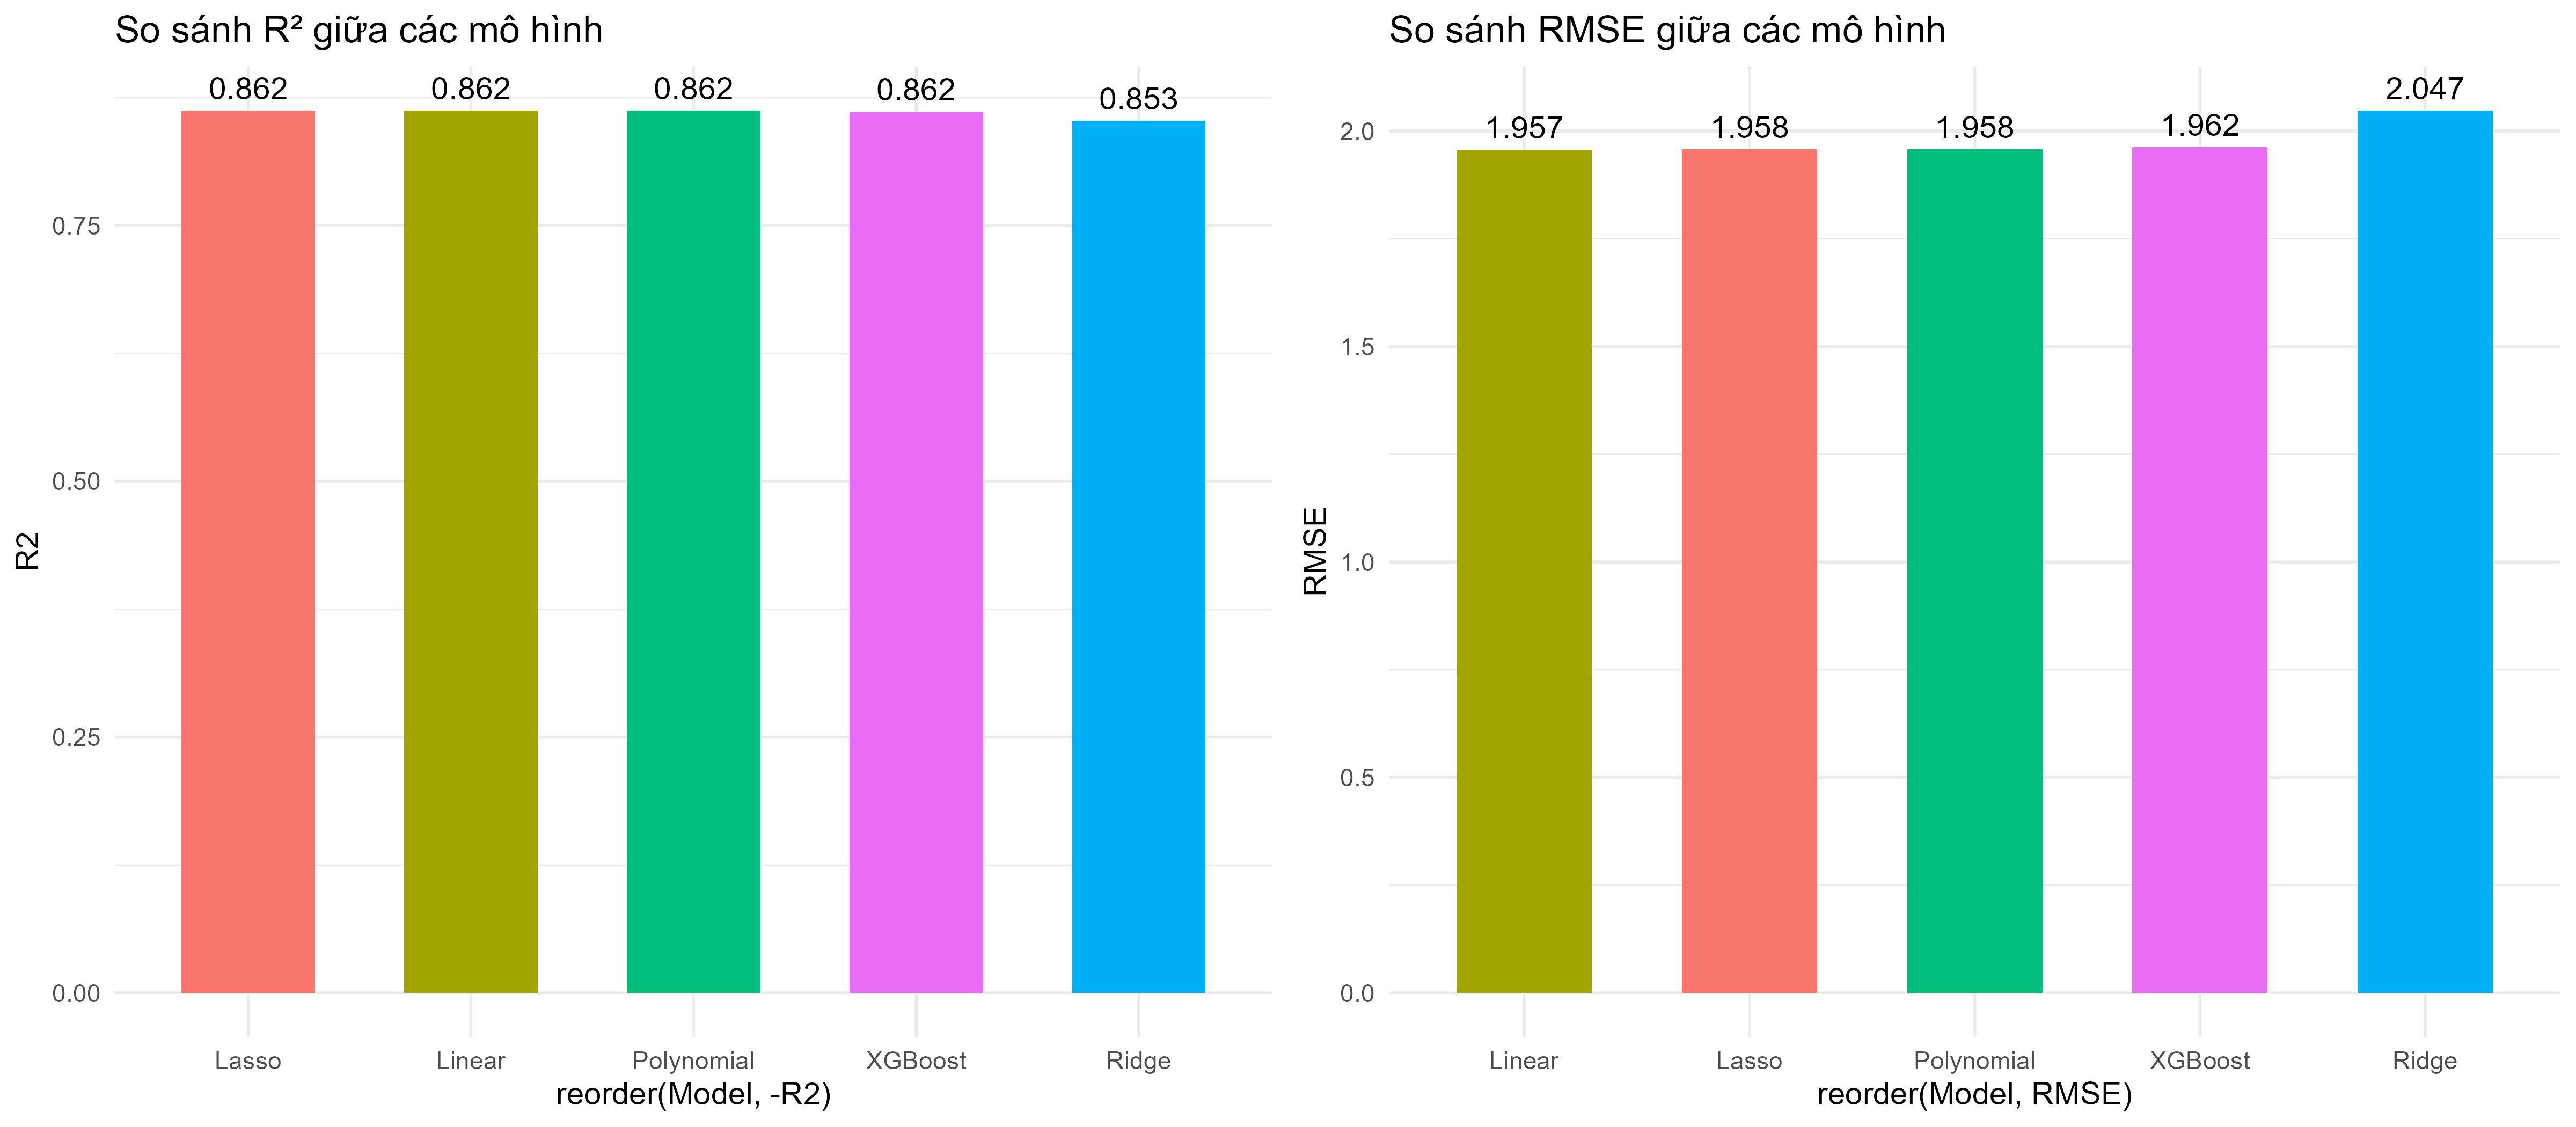 So sánh R² giữa các mô hình
0.862 0.862 0.862 0.862 0.853
0.75
0.50
0.25
0.00
R2
Lasso Linear Polynomial XGBoost Ridge
reorder(Model, -R2)
So sánh RMSE giữa các mô hình
1.957 1.958 1.958 1.962 2.047
2.0
1.5
1.0
0.5
0.0
RMSE
Linear Lasso Polynomial XGBoost Ridge
reorder(Model, RMSE)